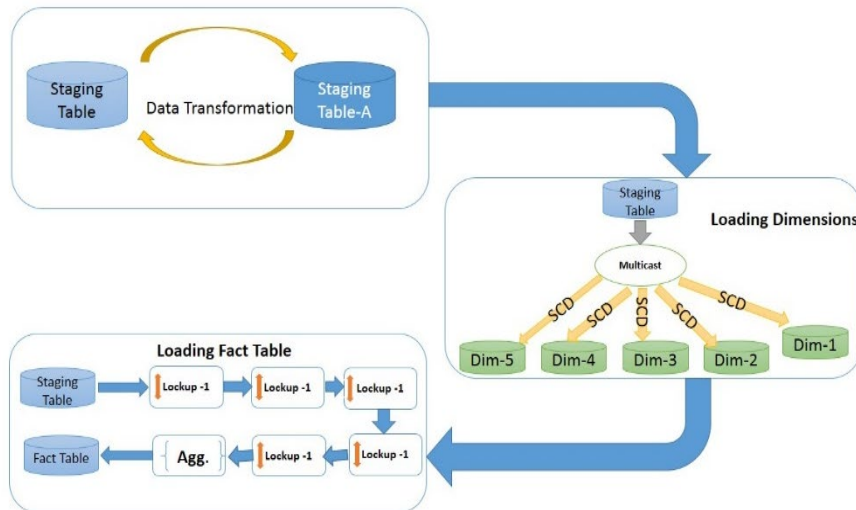 Staging
Table
Data Transformation
Staging
Table-A
Staging
Table
Loading Dimensions
Multicast
SCD
SCD
SCD
SCD
SCD
Dim-5
Dim-4
Dim-3
Dim-2
Dim-1
Loading Fact Table
Staging
Table
Lockup -1
Lockup -1
Lockup -1
Fact Table
Agg.
Lockup -1
Lockup -1